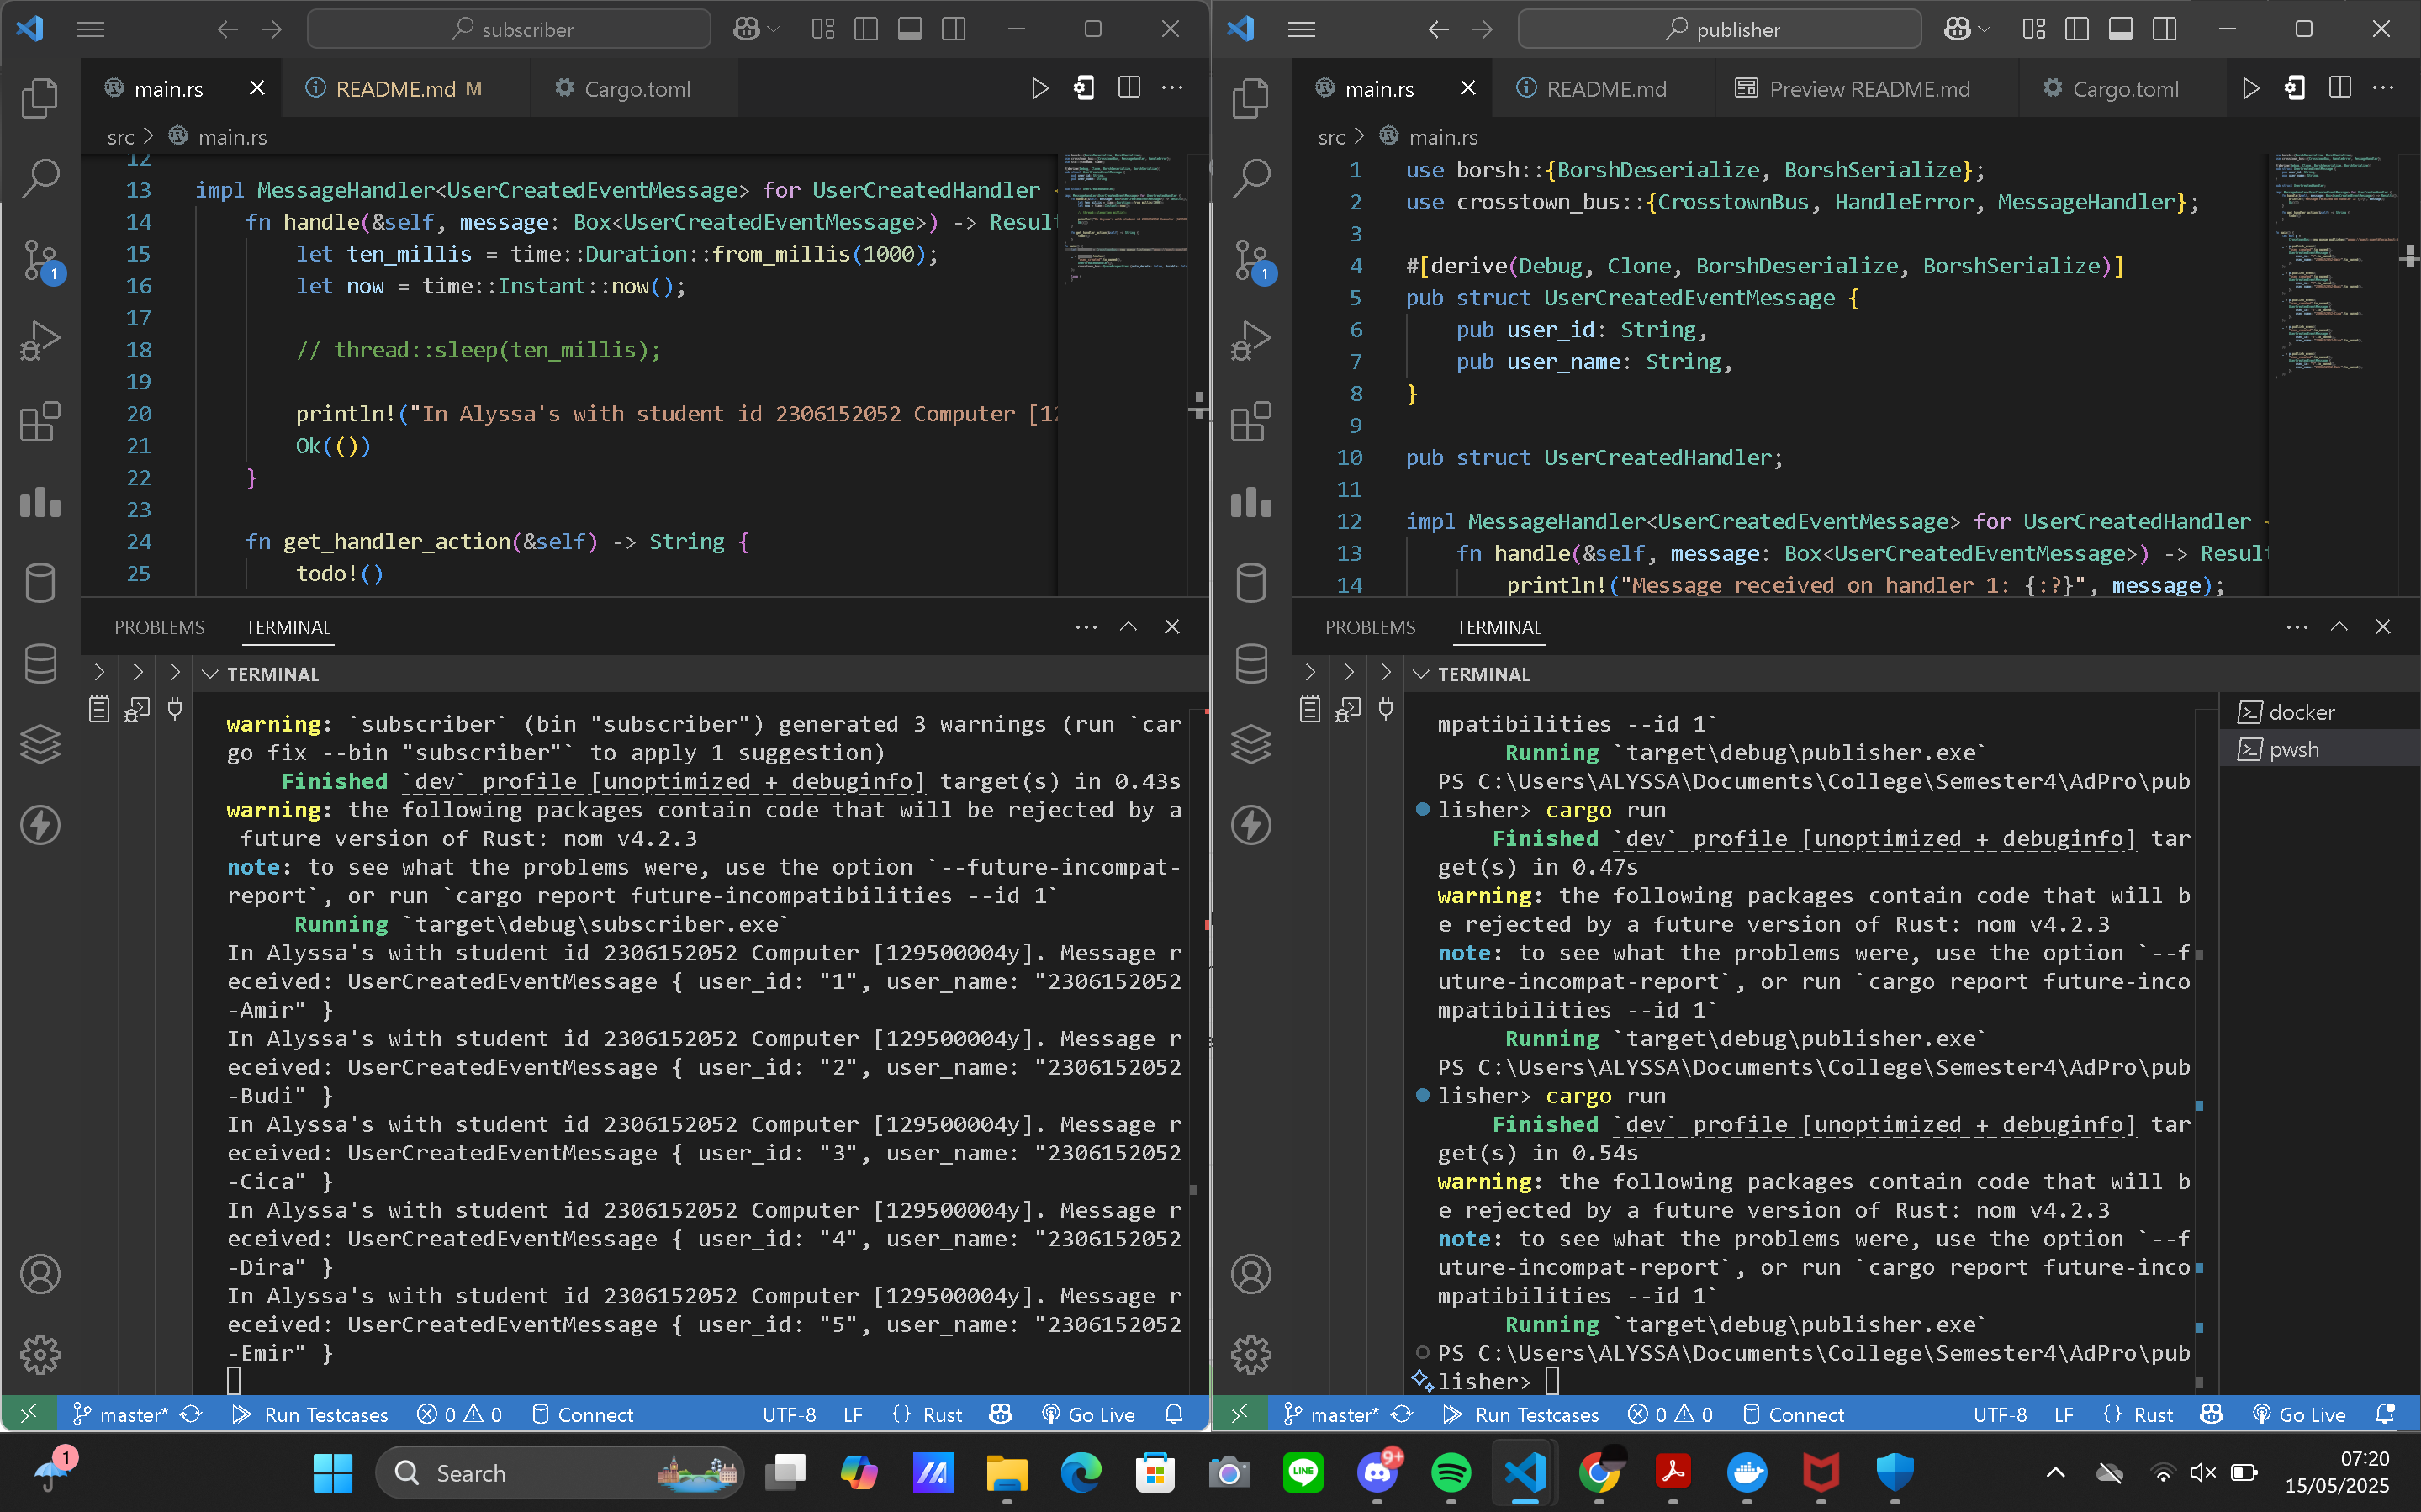 subscriber
main.rs
README.md M
Cargo.toml
src > main.rs
12
13 impl MessageHandler<UserCreatedEventMessage> for UserCreatedHandler
14 fn handle(&self, message: Box<UserCreatedEventMessage>) -> Result
15 let ten_millis = time::Duration::from_millis(1000);
16 let now = time::Instant::now();
17
18 // thread::sleep(ten_millis);
19
20 println!("In Alyssa's with student id 2306152052 Computer [12
21 Ok(())
22 }
23
24 fn get_handler_action(&self) -> String {
25 todo!()
PROBLEMS TERMINAL
TERMINAL
warning: `subscriber` (bin "subscriber") generated 3 warnings (run `car
go fix --bin "subscriber"` to apply 1 suggestion)
Finished `dev` profile [unoptimized + debuginfo] target(s) in 0.43s
warning: the following packages contain code that will be rejected by a
future version of Rust: nom v4.2.3
note: to see what the problems were, use the option `--future-incompat-
report`, or run `cargo report future-incompatibilities --id 1`
Running `target\debug\subscriber.exe`
In Alyssa's with student id 2306152052 Computer [129500004y]. Message r
eceived: UserCreatedEventMessage { user_id: "1", user_name: "2306152052
-Amir" }
In Alyssa's with student id 2306152052 Computer [129500004y]. Message r
eceived: UserCreatedEventMessage { user_id: "2", user_name: "2306152052
-Budi" }
In Alyssa's with student id 2306152052 Computer [129500004y]. Message r
eceived: UserCreatedEventMessage { user_id: "3", user_name: "2306152052
-Cica" }
In Alyssa's with student id 2306152052 Computer [129500004y]. Message r
eceived: UserCreatedEventMessage { user_id: "4", user_name: "2306152052
-Dira" }
In Alyssa's with student id 2306152052 Computer [129500004y]. Message r
eceived: UserCreatedEventMessage { user_id: "5", user_name: "2306152052
-Emir" }
1
master* Run Testcases 0 0 Connect UTF-8 LF {} Rust Go Live
publisher
main.rs
README.md
Preview README.md
Cargo.toml
src > main.rs
1 use borsh::{BorshDeserialize, BorshSerialize};
2 use crosstown_bus::{CrosstownBus, HandleError, MessageHandler};
3
4 #[derive(Debug, Clone, BorshDeserialize, BorshSerialize)]
5 pub struct UserCreatedEventMessage {
6 pub user_id: String,
7 pub user_name: String,
8 }
9
10 pub struct UserCreatedHandler;
11
12 impl MessageHandler<UserCreatedEventMessage> for UserCreatedHandler
13 fn handle(&self, message: Box<UserCreatedEventMessage>) -> Result
14 println!("Message received on handler 1: {:?}", message);
PROBLEMS TERMINAL
TERMINAL
docker
pwsh
mpatibilities --id 1`
Running `target\debug\publisher.exe`
PS C:\Users\ALYSSA\Documents\College\Semester4\AdPro\pub
lisher> cargo run
Finished `dev` profile [unoptimized + debuginfo] tar
get(s) in 0.47s
warning: the following packages contain code that will b
e rejected by a future version of Rust: nom v4.2.3
note: to see what the problems were, use the option `--f
uture-incompat-report`, or run `cargo report future-inco
mpatibilities --id 1`
Running `target\debug\publisher.exe`
PS C:\Users\ALYSSA\Documents\College\Semester4\AdPro\pub
lisher> cargo run
Finished `dev` profile [unoptimized + debuginfo] tar
get(s) in 0.54s
warning: the following packages contain code that will b
e rejected by a future version of Rust: nom v4.2.3
note: to see what the problems were, use the option `--f
uture-incompat-report`, or run `cargo report future-inco
mpatibilities --id 1`
Running `target\debug\publisher.exe`
PS C:\Users\ALYSSA\Documents\College\Semester4\AdPro\pub
lisher>
1
master* Run Testcases 0 0 Connect UTF-8 LF {} Rust Go Live
1
Search
LINE
9+
07:20
15/05/2025